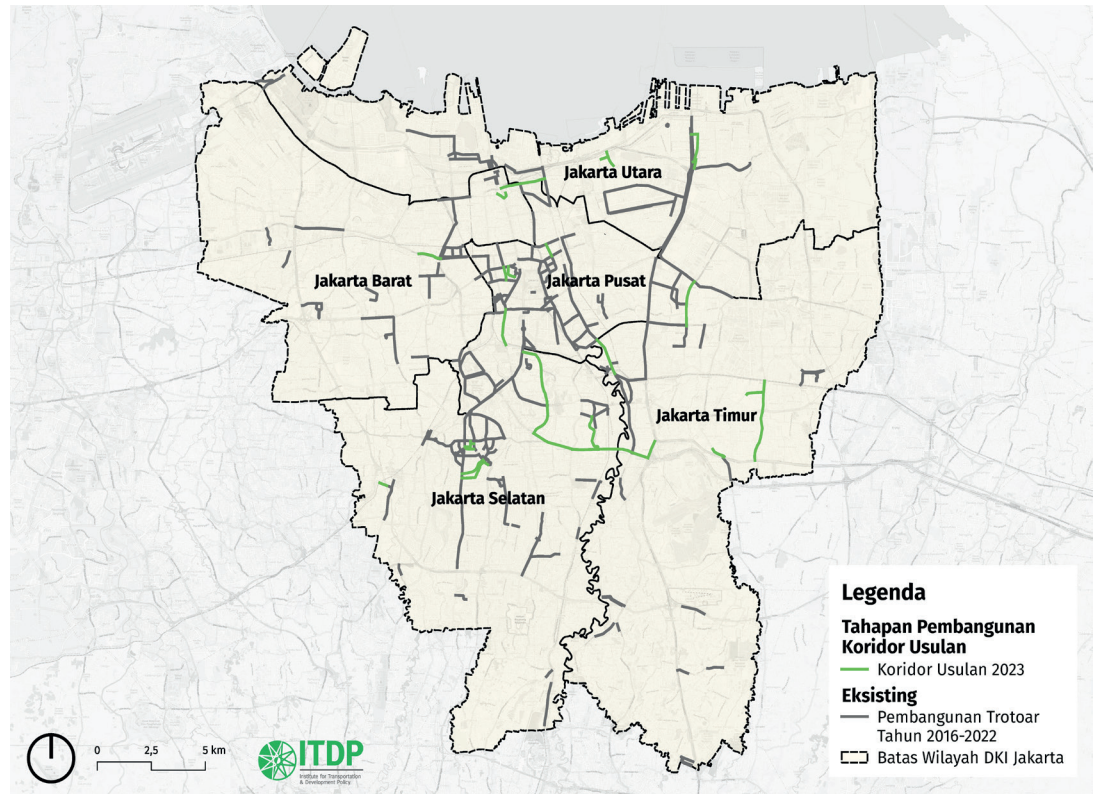 Jakarta Utara
Jakarta Barat
Jakarta Pusat
Jakarta Timur
Jakarta Selatan
Legenda
Tahapan Pembangunan
Koridor Usulan
Koridor Usulan 2023
Eksisting
Pembangunan Trotoar
Tahun 2016-2022
Batas Wilayah DKI Jakarta
0 2,5 5 km
ITDP
Institute for Transportation
& Development Policy